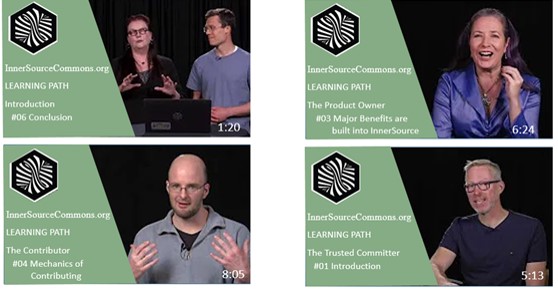 InnerSourceCommons.org
LEARNING PATH
Introduction
#06 Conclusion
1:20
InnerSourceCommons.org
LEARNING PATH
The Product Owner
#03 Major Benefits are
built into InnerSource
6:24
InnerSourceCommons.org
LEARNING PATH
The Contributor
#04 Mechanics of
Contributing
8:05
InnerSourceCommons.org
LEARNING PATH
The Trusted Committer
#01 Introduction
5:13